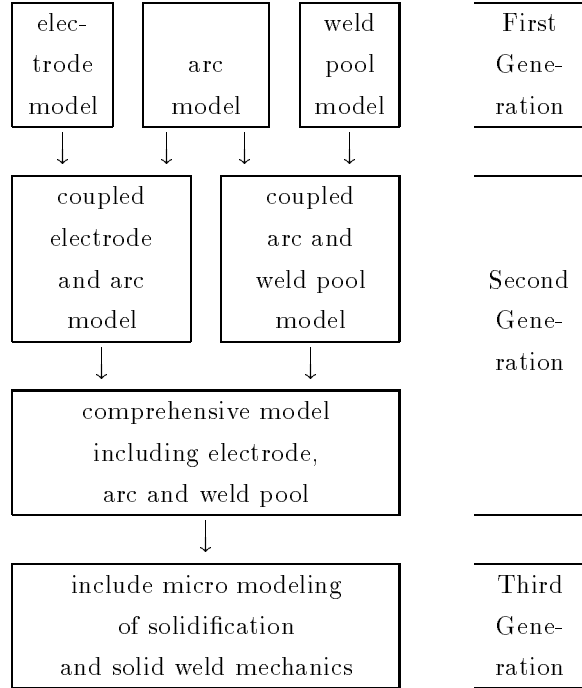 elec-
trode
model
arc
model
weld
pool
model
First
Gene-
ration
coupled
electrode
and arc
model
coupled
arc and
weld pool
model
Second
Gene-
ration
comprehensive model
including electrode,
arc and weld pool
include micro modeling
of solidification
and solid weld mechanics
Third
Gene-
ration